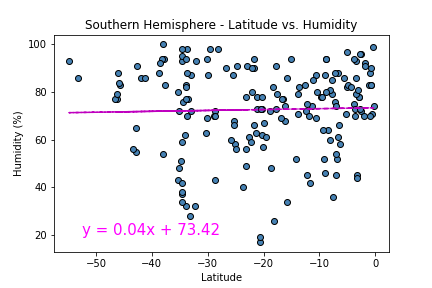 Southern Hemisphere - Latitude vs. Humidity
100
80
60
40
20
Humidity (%)
y = 0.04x + 73.42
−50 −40 −30 −20 −10 0
Latitude